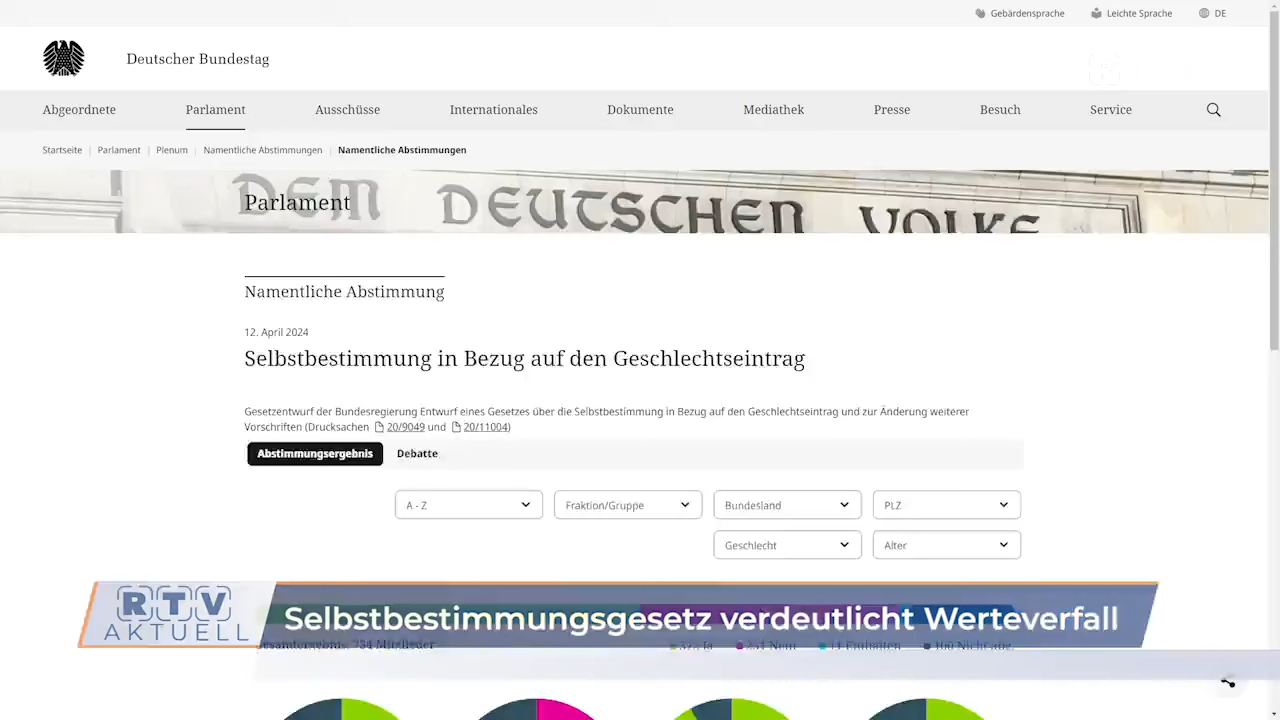 Gebärdensprache Leichte Sprache DE
Deutscher Bundestag
Abgeordnete Parlament Ausschüsse Internationales Dokumente Mediathek Presse Besuch Service
Startseite | Parlament | Plenum | Namentliche Abstimmungen | Namentliche Abstimmungen
DEM DEUTSCHEN VOLKE
Parlament
Namentliche Abstimmung
12. April 2024
Selbstbestimmung in Bezug auf den Geschlechtseintrag
Gesetzentwurf der Bundesregierung Entwurf eines Gesetzes über die Selbstbestimmung in Bezug auf den Geschlechtseintrag und zur Änderung weiterer
Vorschriften (Drucksachen 20/9049 und 20/11004)
Abstimmungsergebnis Debatte
A - Z Fraktion/Gruppe Bundesland PLZ
Geschlecht Alter
RTV
AKTUELL
Selbstbestimmungsgesetz verdeutlicht Werteverfall